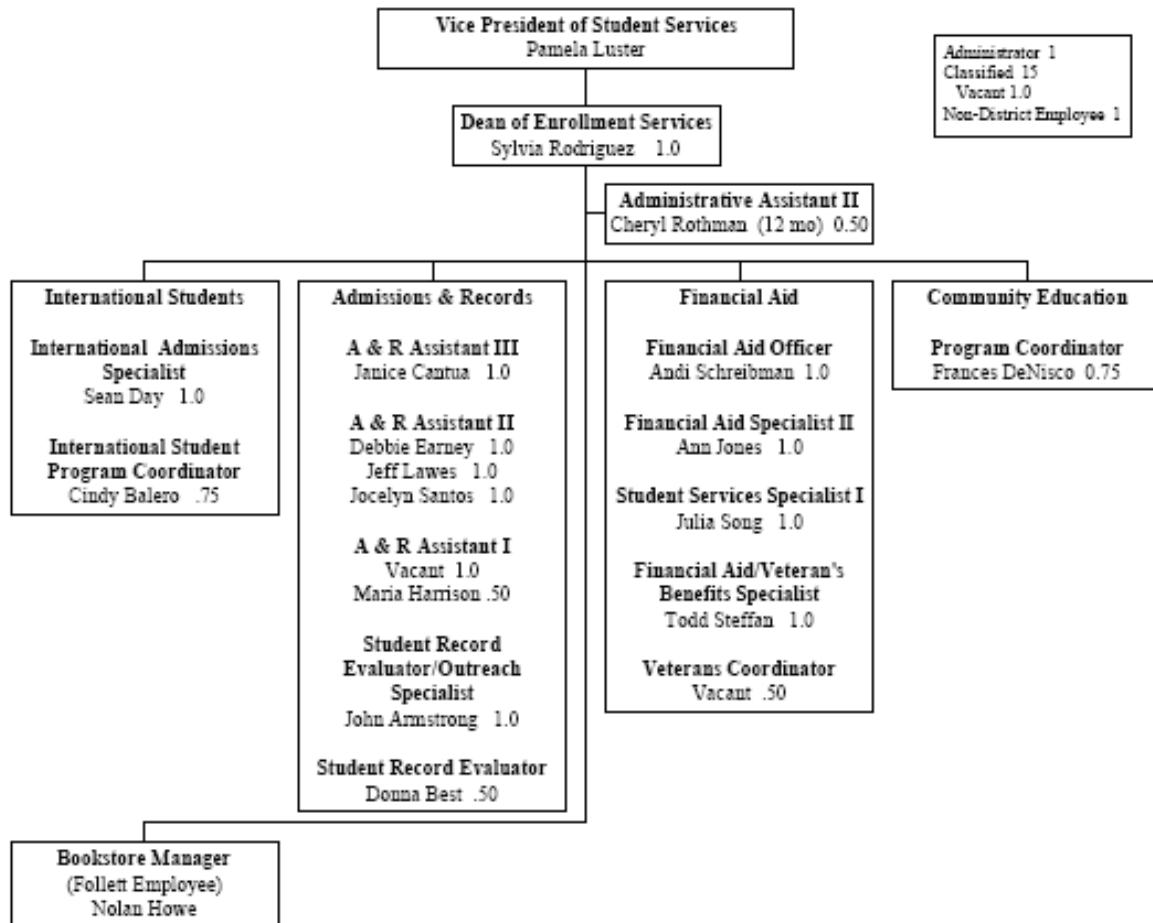 Vice President of Student Services
Pamela Luster
Administrator 1
Classified 15
Vacant 1.0
Non-District Employee 1
Dean of Enrollment Services
Sylvia Rodriguez 1.0
Administrative Assistant II
Cheryl Rothman (12 mo) 0.50
International Students
International Admissions
Specialist
Sean Day 1.0
International Student
Program Coordinator
Cindy Balero .75
Admissions & Records
A & R Assistant III
Janice Cantua 1.0
A & R Assistant II
Debbie Earney 1.0
Jeff Lawes 1.0
Jocelyn Santos 1.0
A & R Assistant I
Vacant 1.0
Maria Harrison .50
Student Record
Evaluator/Outreach
Specialist
John Armstrong 1.0
Student Record Evaluator
Donna Best .50
Financial Aid
Financial Aid Officer
Andi Schreibman 1.0
Financial Aid Specialist II
Ann Jones 1.0
Student Services Specialist I
Julia Song 1.0
Financial Aid/Veteran's
Benefits Specialist
Todd Steffan 1.0
Veterans Coordinator
Vacant .50
Community Education
Program Coordinator
Frances DeNisco 0.75
Bookstore Manager
(Follett Employee)
Nolan Howe